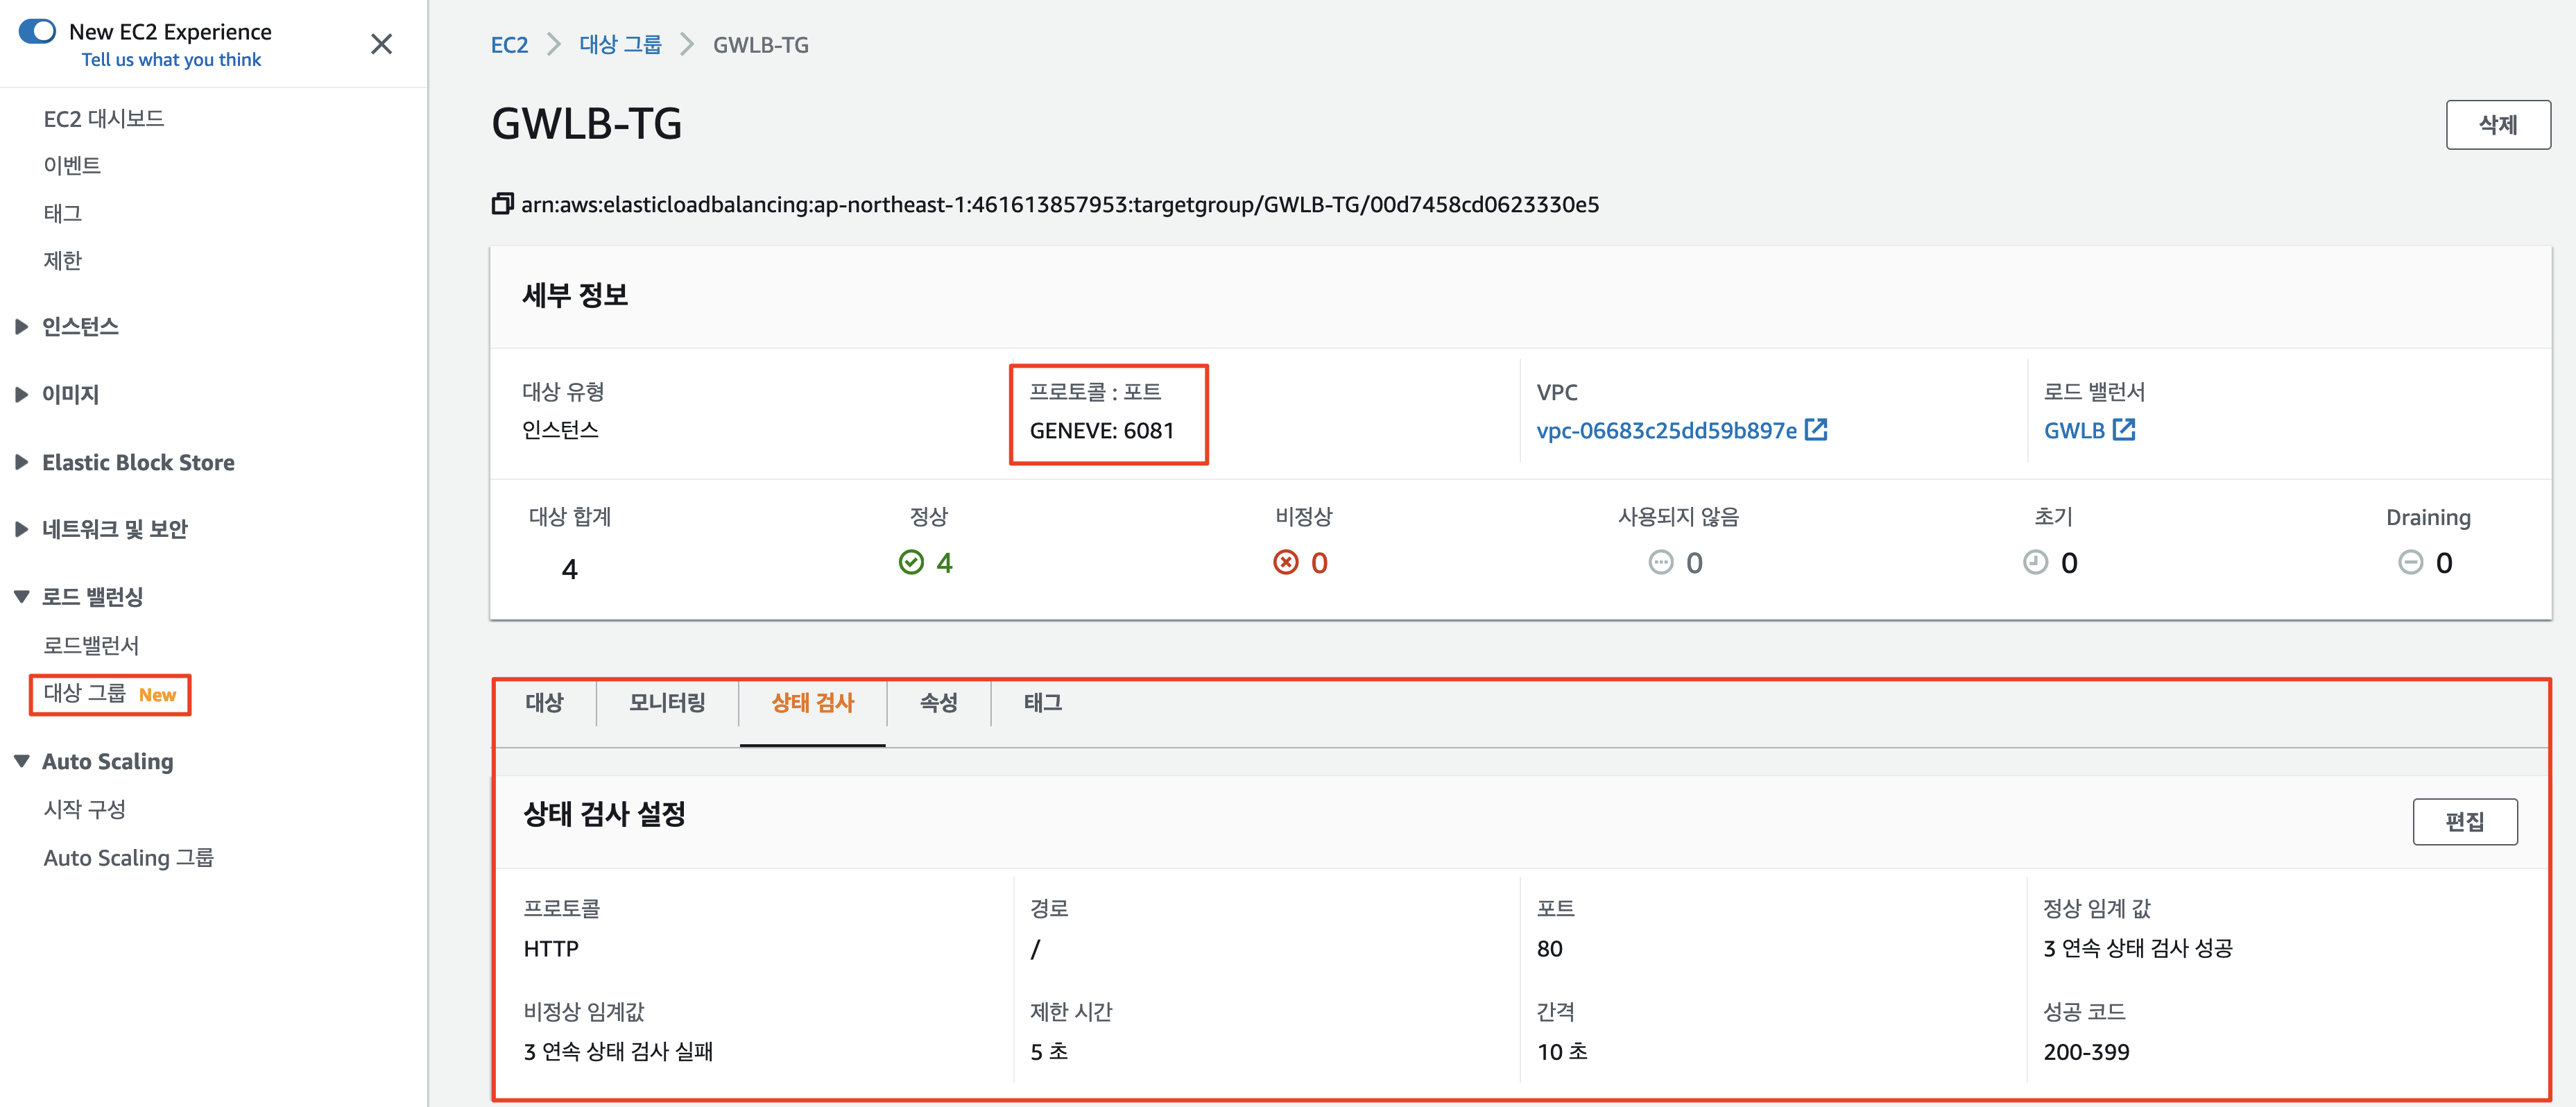 New EC2 Experience
Tell us what you think
EC2 대시보드
이벤트
태그
제한
인스턴스
이미지
Elastic Block Store
네트워크 및 보안
로드 밸런싱
로드밸런서
대상 그룹 New
Auto Scaling
시작 구성
Auto Scaling 그룹
EC2 > 대상 그룹 > GWLB-TG
GWLB-TG
삭제
arn:aws:elasticloadbalancing:ap-northeast-1:461613857953:targetgroup/GWLB-TG/00d7458cd0623330e5
세부 정보
대상 유형
인스턴스
프로토콜 : 포트
GENEVE: 6081
VPC
vpc-06683c25dd59b897e
로드 밸런서
GWLB
대상 합계
4
정상
4
비정상
0
사용되지 않음
0
초기
0
Draining
0
대상 모니터링 상태 검사 속성 태그
상태 검사 설정
편집
프로토콜
HTTP
경로
/
포트
80
정상 임계 값
3 연속 상태 검사 성공
비정상 임계값
3 연속 상태 검사 실패
제한 시간
5 초
간격
10 초
성공 코드
200-399